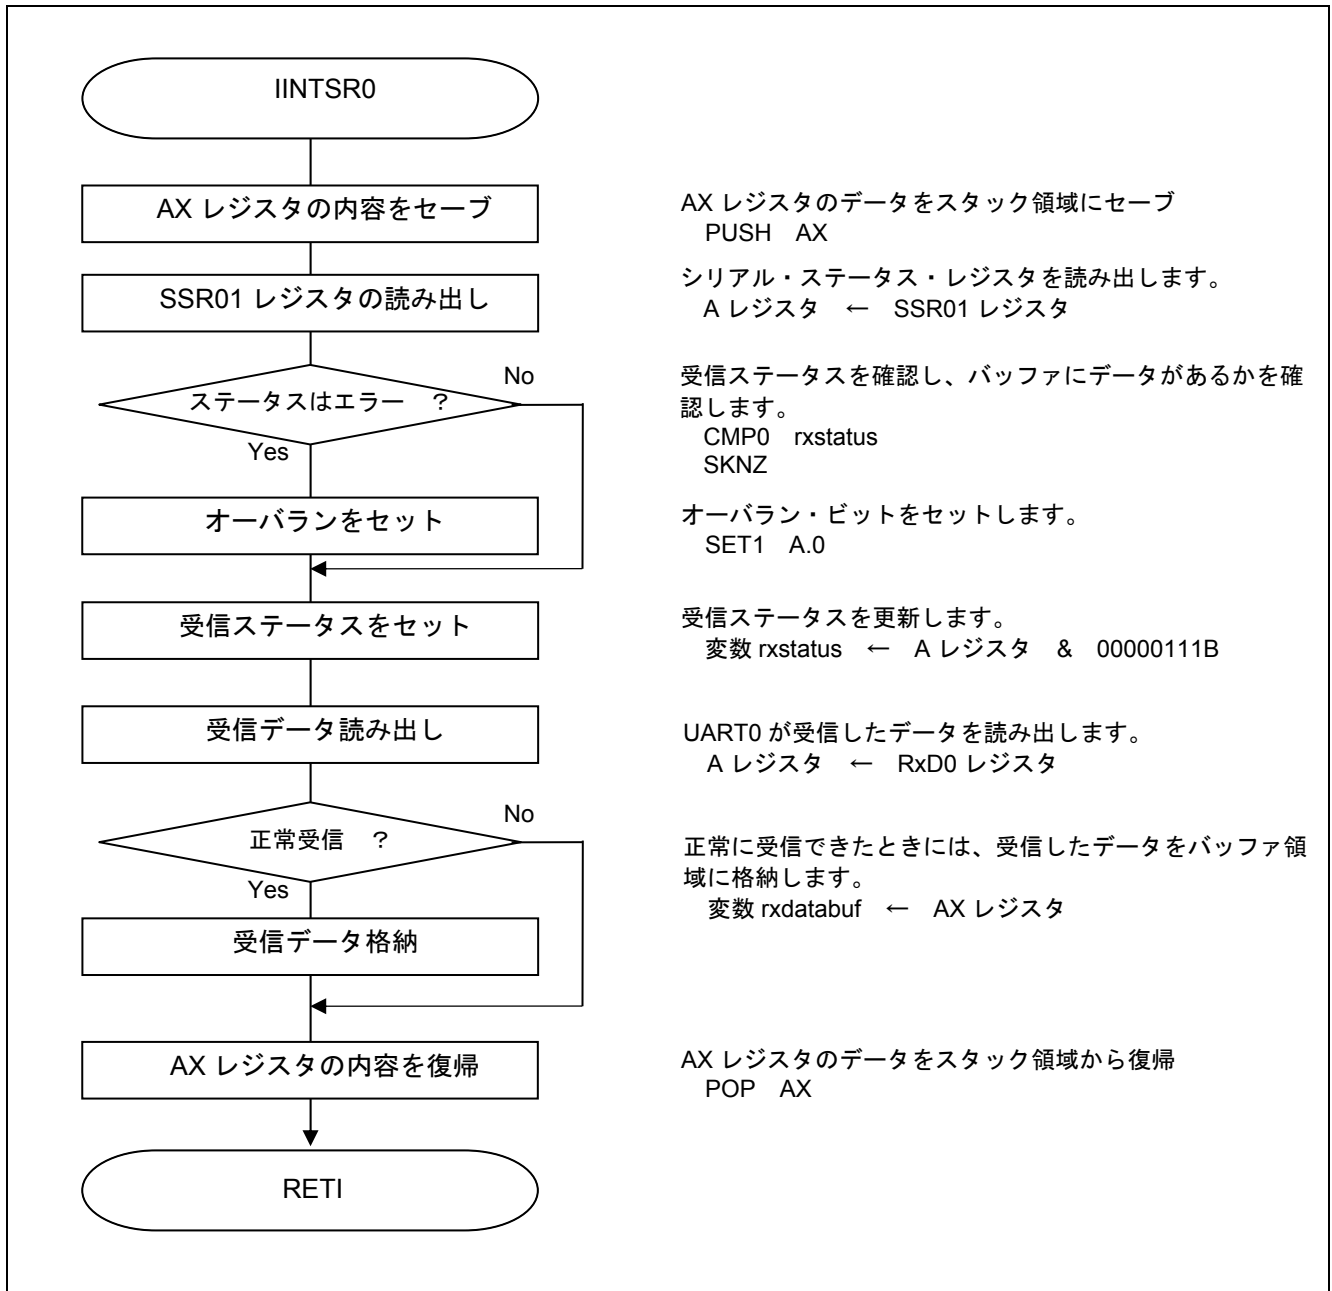 IINTSR0
AX レジスタの内容をセーブ
AX レジスタのデータをスタック領域にセーブ
PUSH AX
SSR01 レジスタの読み出し
シリアル・ステータス・レジスタを読み出します。
A レジスタ ← SSR01 レジスタ
ステータスはエラー ?
No
Yes
受信ステータスを確認し、バッファにデータがあるかを確
認します。
CMP0 rxstatus
SKNZ
オーバランをセット
オーバラン・ビットをセットします。
SET1 A.0
受信ステータスをセット
受信ステータスを更新します。
変数 rxstatus ← A レジスタ & 00000111B
受信データ読み出し
UART0 が受信したデータを読み出します。
A レジスタ ← RxD0 レジスタ
正常受信 ?
No
Yes
正常に受信できたときには、受信したデータをバッファ領
域に格納します。
変数 rxdatabuf ← AX レジスタ
受信データ格納
AX レジスタの内容を復帰
AX レジスタのデータをスタック領域から復帰
POP AX
RETI